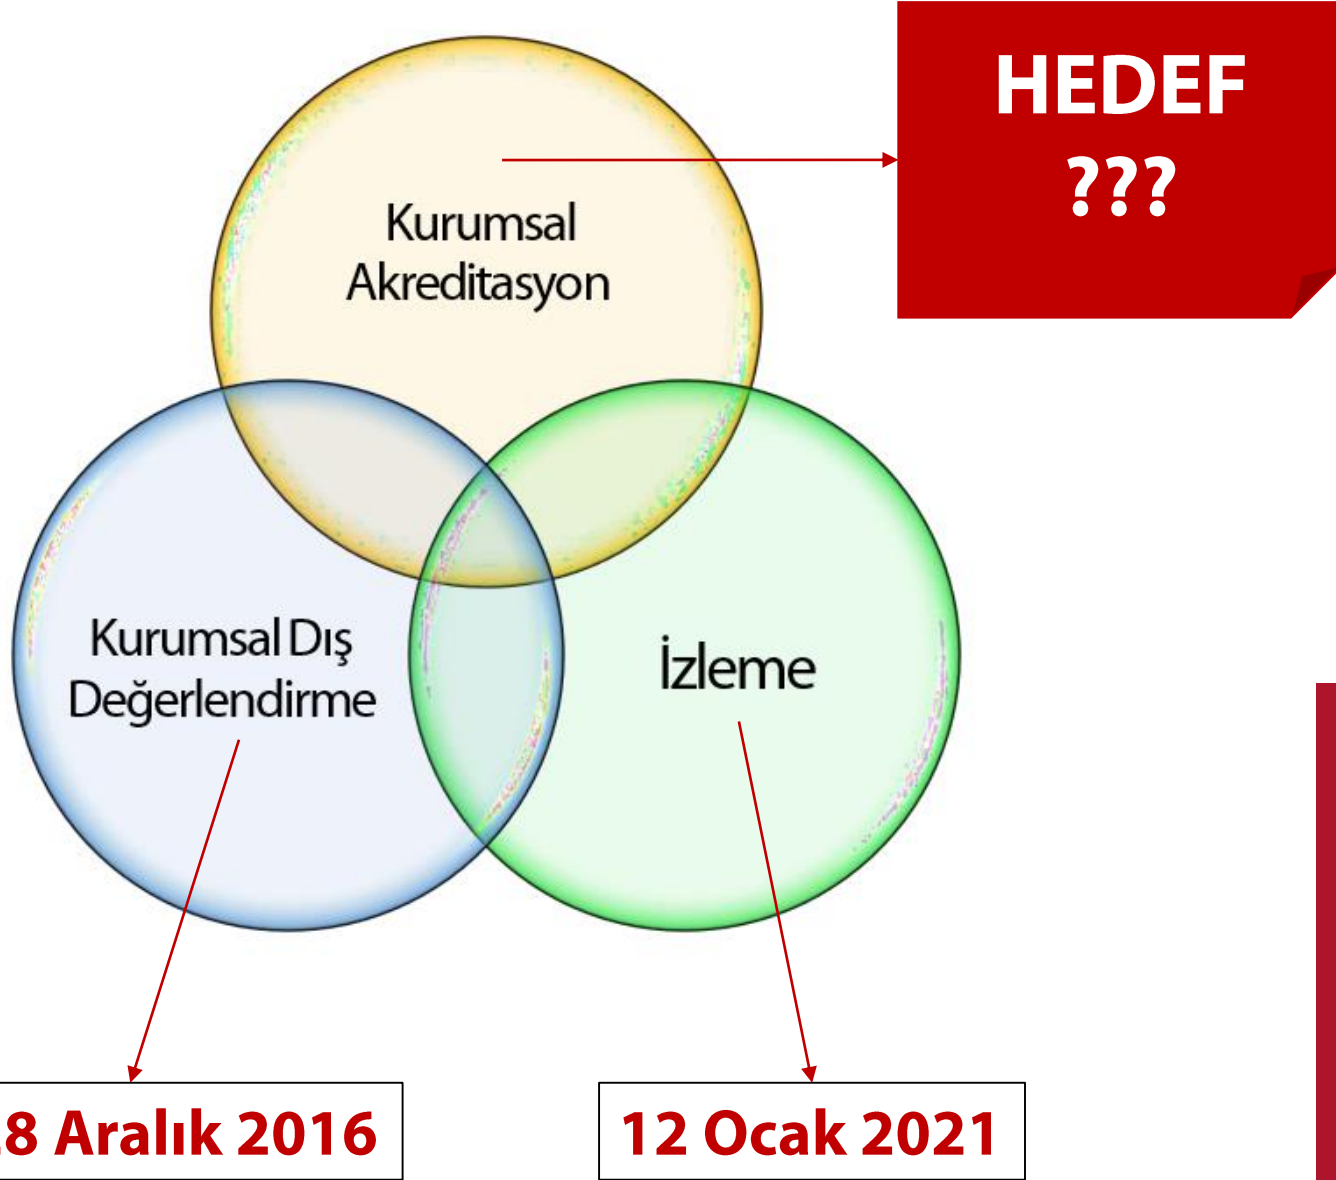 HEDEF
???
Kurumsal
Akreditasyon
Kurumsal Dış
Değerlendirme
İzleme
8 Aralık 2016
12 Ocak 2021